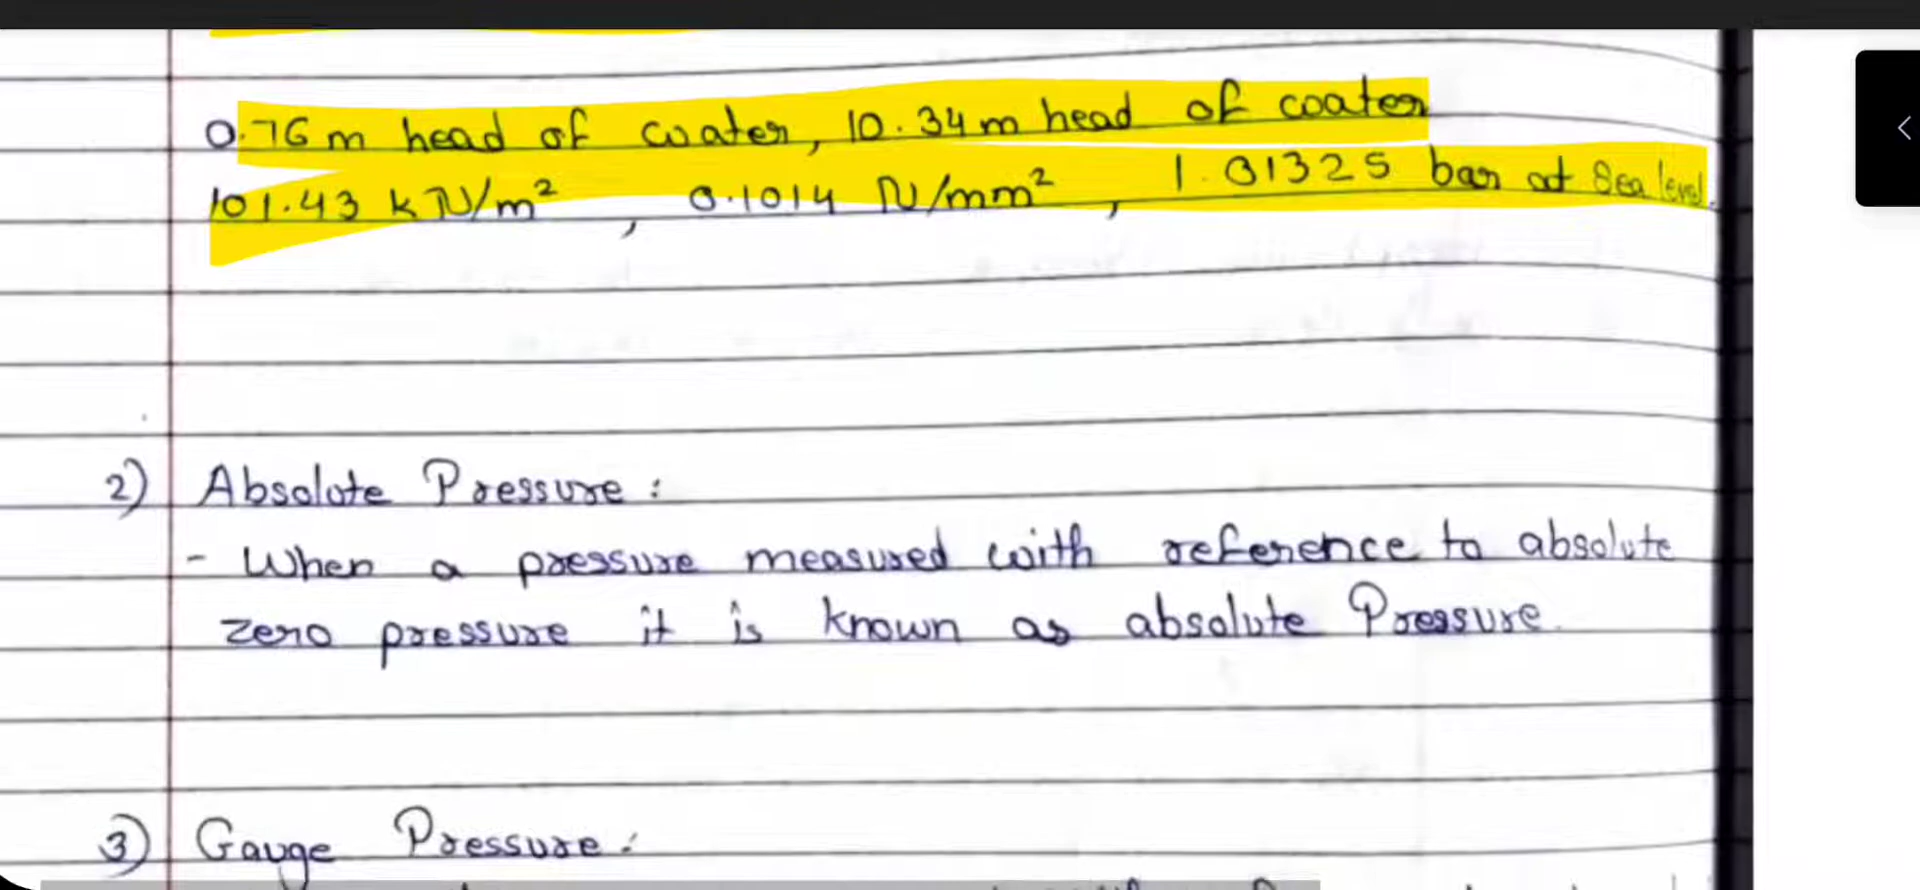 0.76 m head of water, 10.34 m head of water
101.43 kN/m², 0.1014 N/mm², 1.01325 bar at Sea level.
2) Absolute Pressure :
- When a pressure measured with reference to absolute
zero pressure it is known as absolute Pressure.
3) Gauge Pressure :